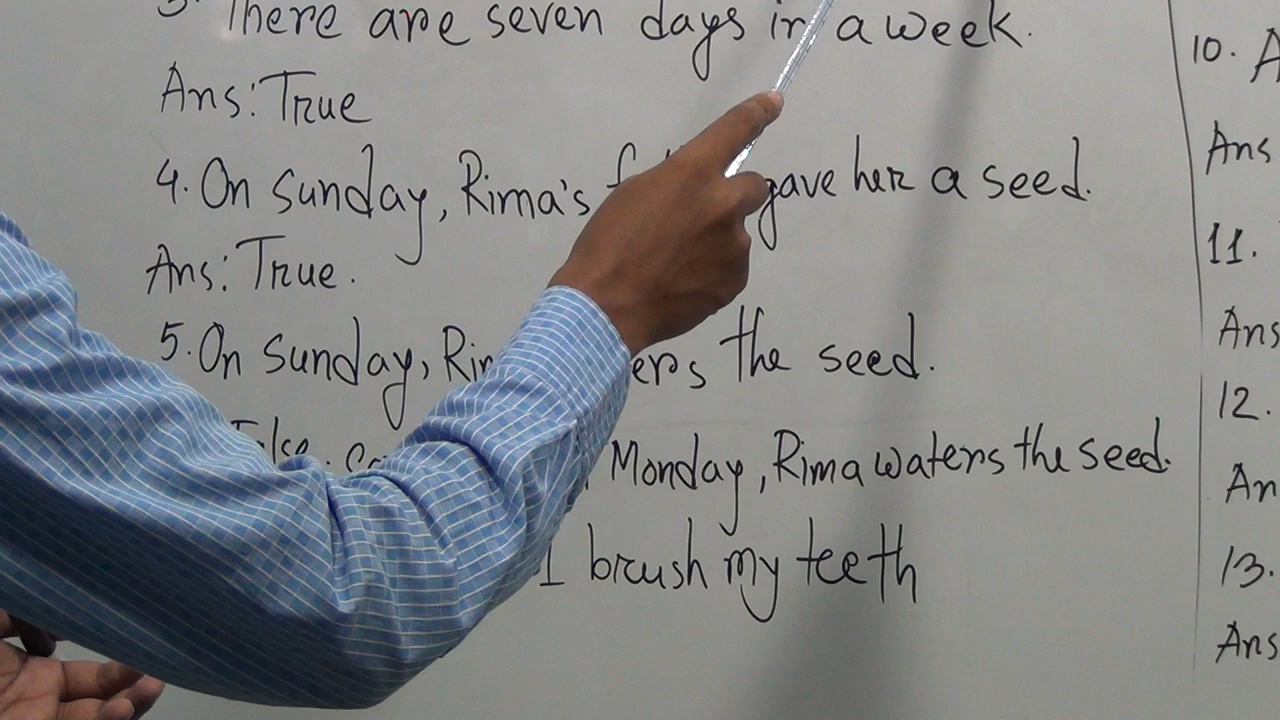 3. There are seven days in a week.
Ans: True
4. On Sunday, Rima's gave her a seed.
Ans: True.
5. On Sunday, the seed.
Monday, Rima waters the seed.
I brush my teeth
10. A
Ans
11.
Ans
12.
An
13.
Ans